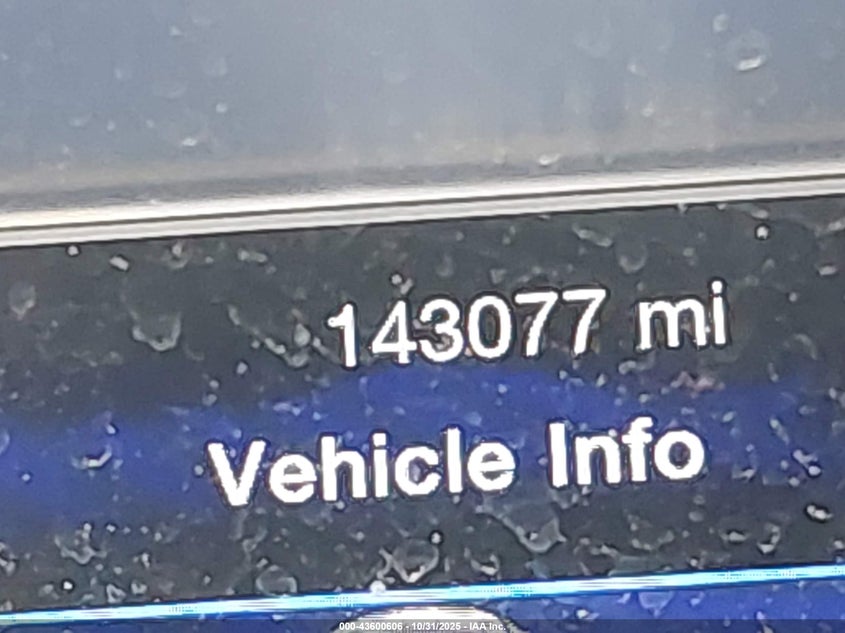 143077 mi
Vehicle Info
000-43600606 - 10/31/2025 - IAA Inc.